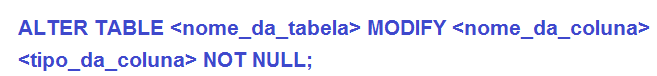 ALTER TABLE <nome_da_tabela> MODIFY <nome_da_coluna>
<tipo_da_coluna> NOT NULL;